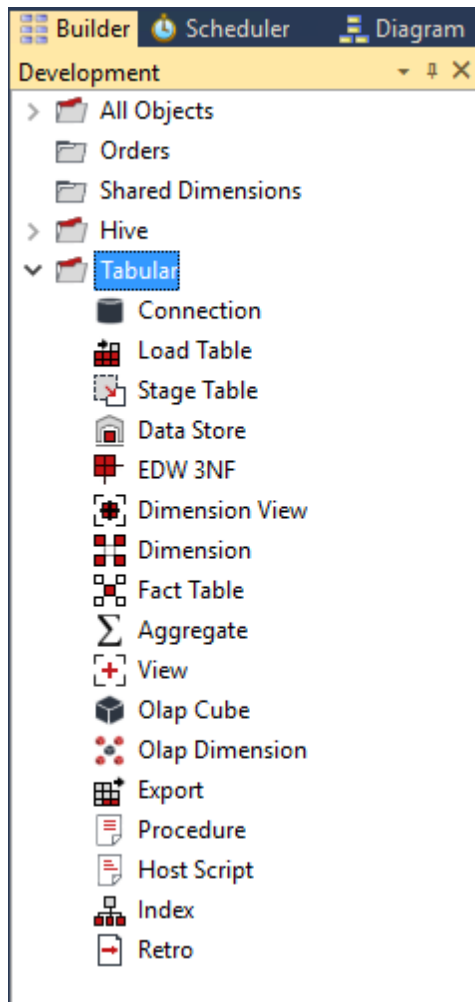 Builder Scheduler Diagram
Development
All Objects
Orders
Shared Dimensions
Hive
Tabular
Connection
Load Table
Stage Table
Data Store
EDW 3NF
Dimension View
Dimension
Fact Table
Aggregate
View
Olap Cube
Olap Dimension
Export
Procedure
Host Script
Index
Retro